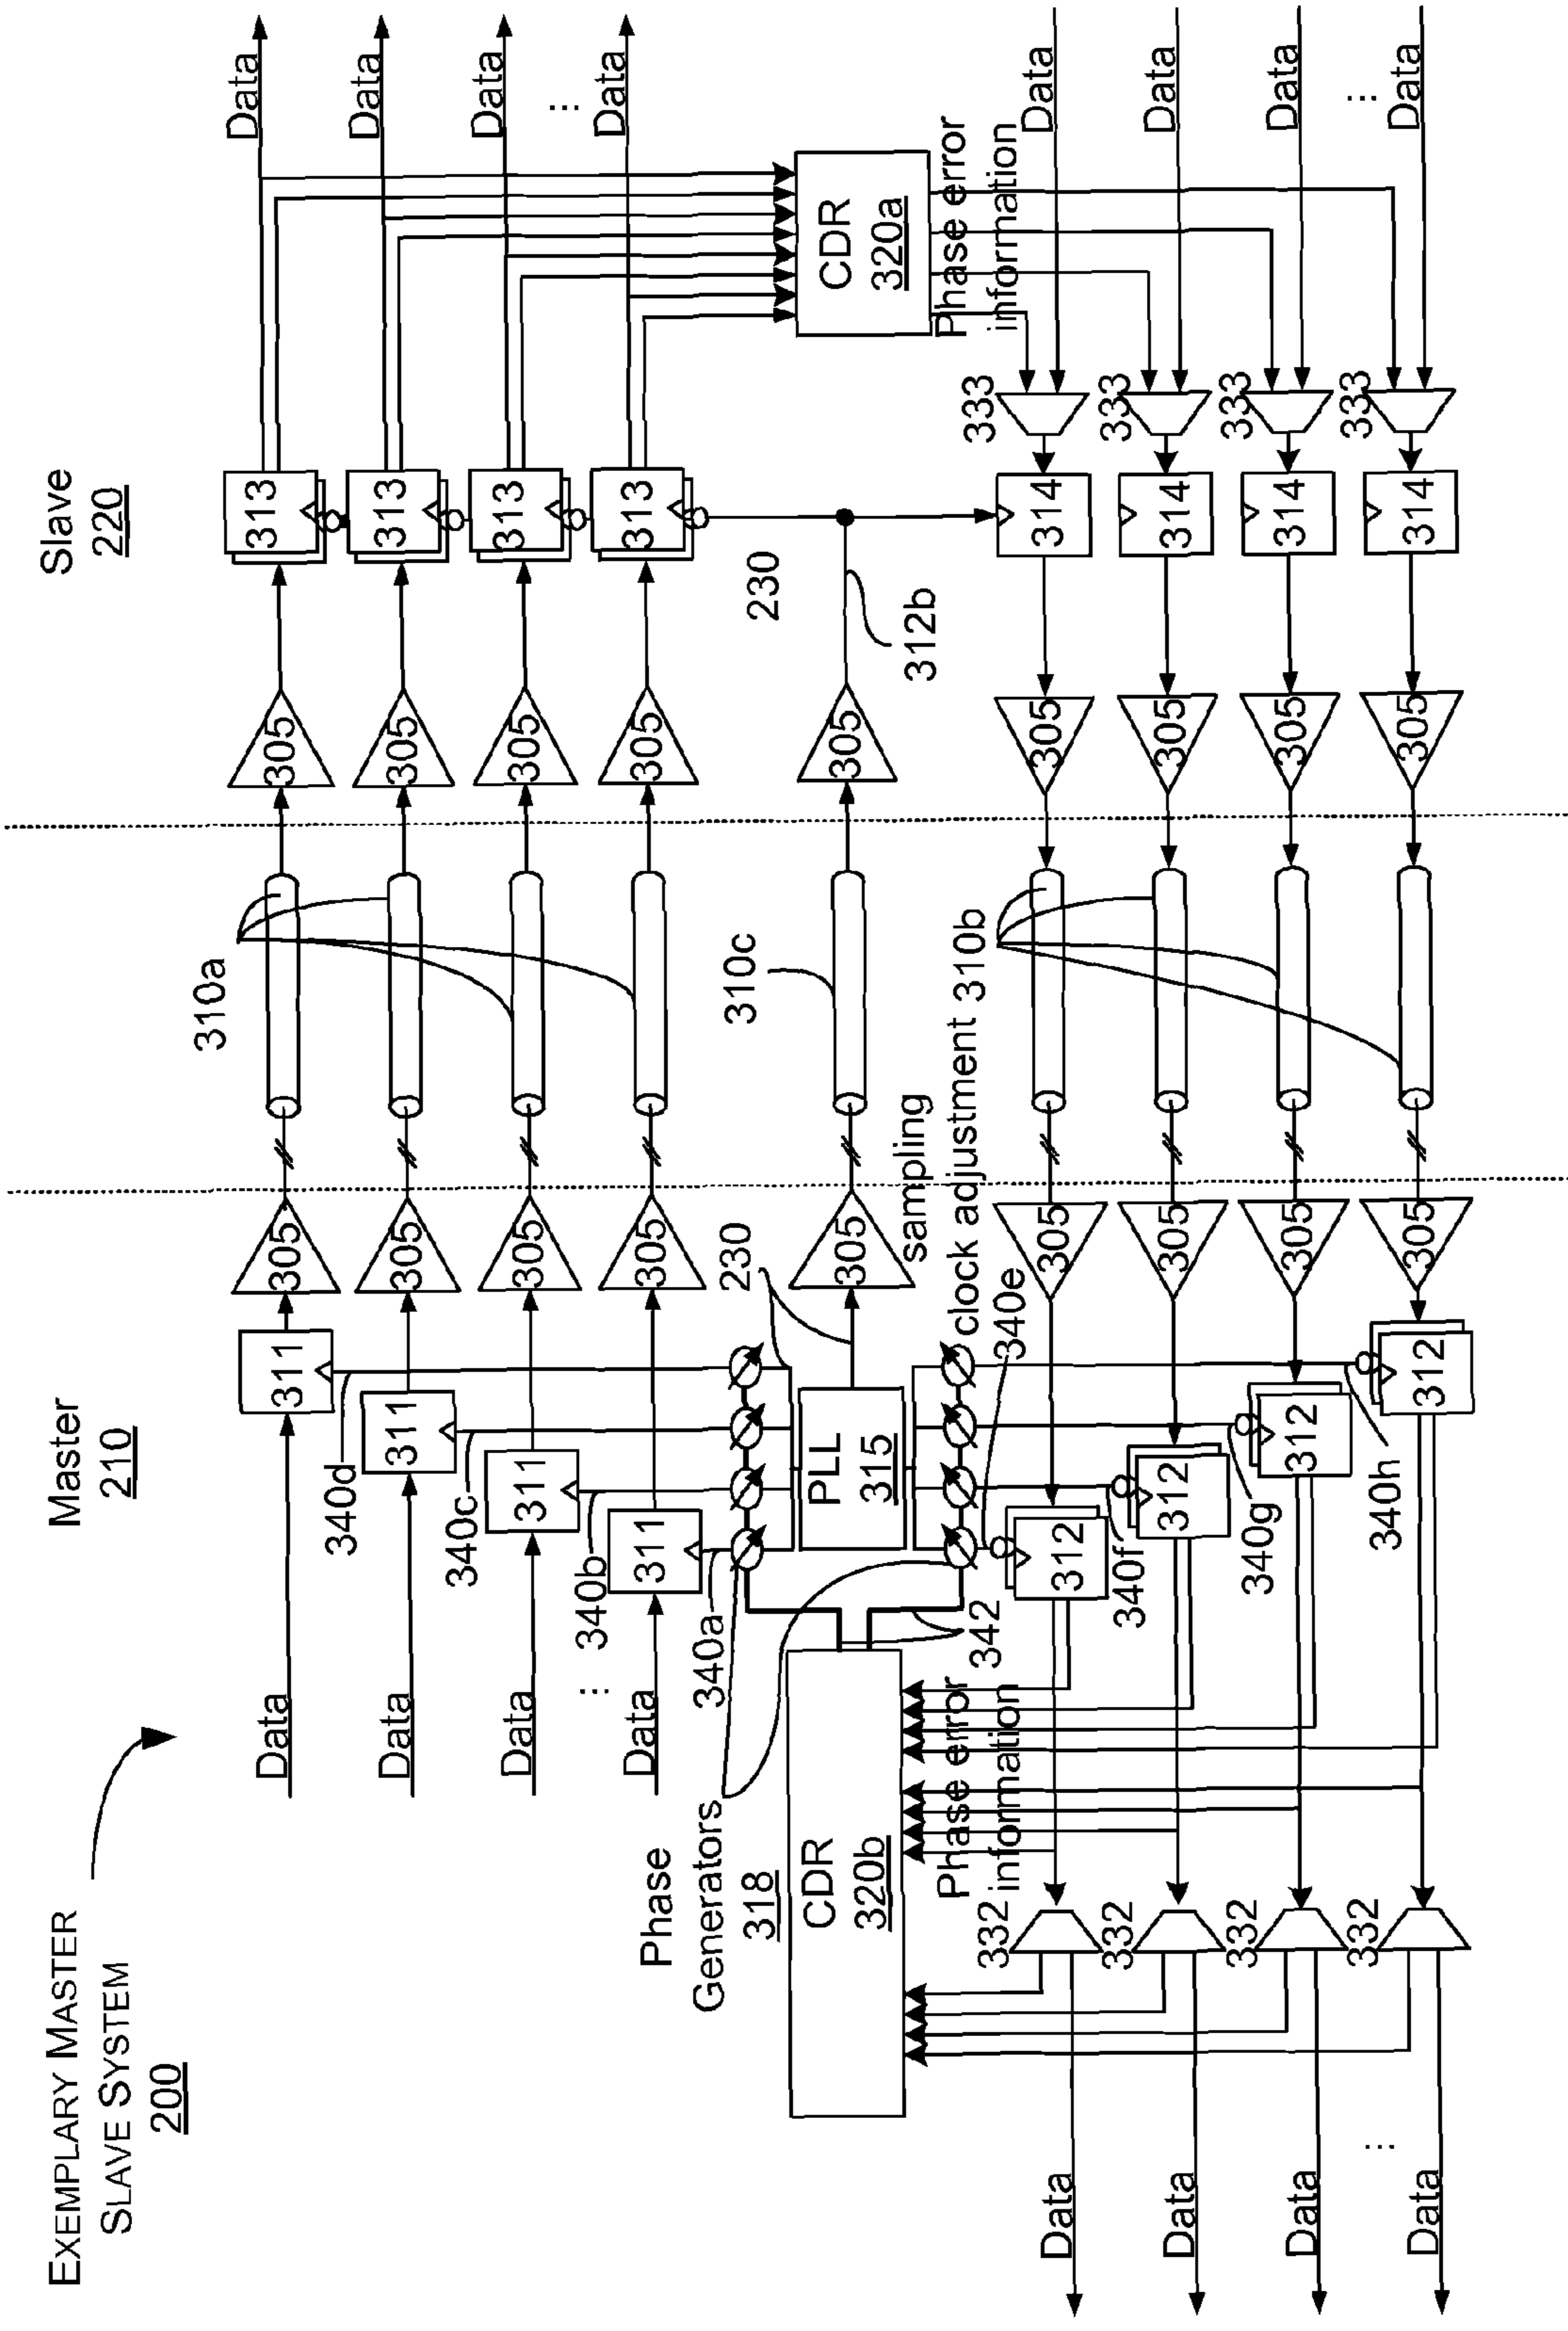 EXEMPLARY MASTER
SLAVE SYSTEM
200
Master
210
Slave
220
310a
Data
311
305
305
313
Data
340d
Data
311
305
305
313
Data
340c
Data
311
305
305
313
Data
340b
...
...
Data
311
305
305
313
Data
340a
Phase
Generators
318
230
310c
230
CDR
320b
PLL
315
305
305
312b
CDR
320a
sampling
clock adjustment
310b
Phase error
information
342
340e
Phase error
information
Data
332
312
305
305
314
333
Data
340f
Data
332
312
305
305
314
333
Data
340g
Data
332
312
305
305
314
333
Data
340h
...
...
Data
332
312
305
305
314
333
Data